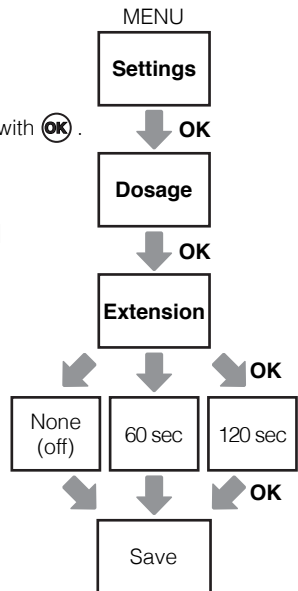 MENU
Settings
with OK .
OK
Dosage
OK
Extension
OK
None
(off)
60 sec
120 sec
OK
Save